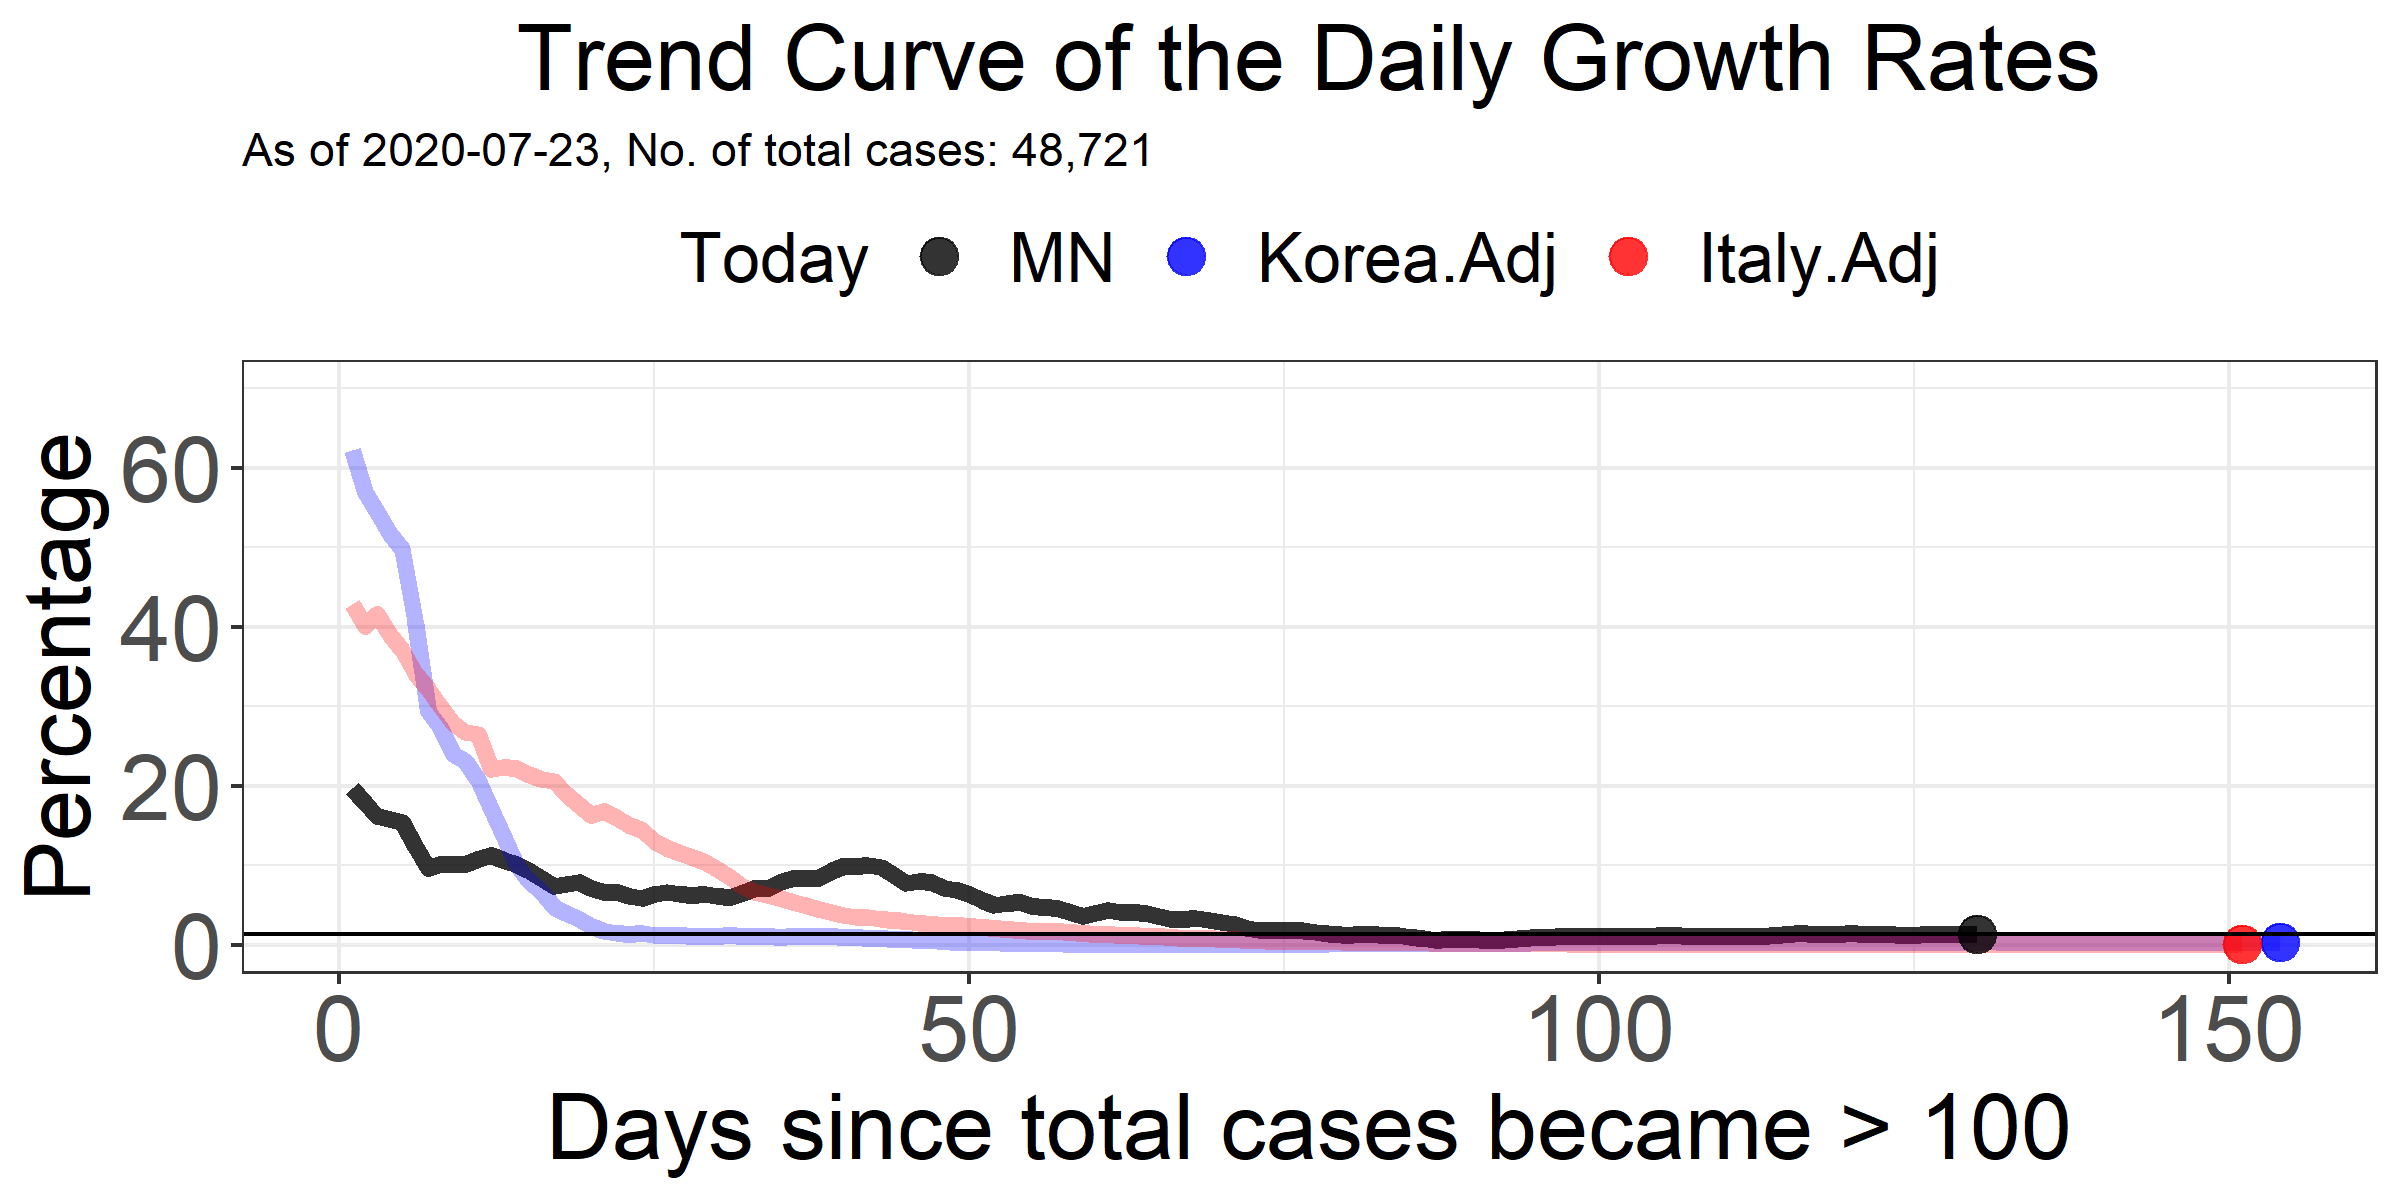 Trend Curve of the Daily Growth Rates
As of 2020-07-23, No. of total cases: 48,721
Today MN Korea.Adj Italy.Adj
Percentage
60
40
20
0
0 50 100 150
Days since total cases became > 100